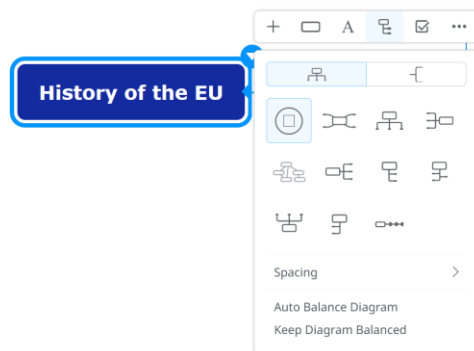 A
History of the EU
Spacing
Auto Balance Diagram
Keep Diagram Balanced